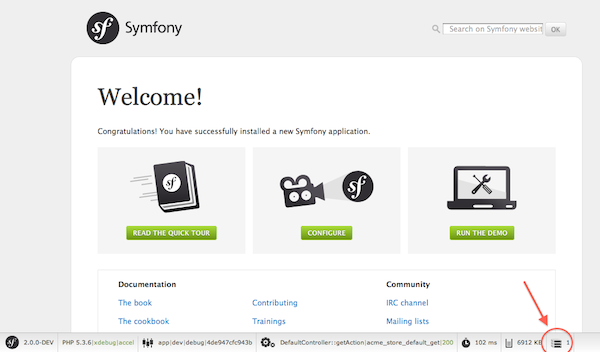 sf Symfony
Search on Symfony websit OK
Welcome!
Congratulations! You have successfully installed a new Symfony application.
sf
sf
READ THE QUICK TOUR
CONFIGURE
RUN THE DEMO
Documentation
Community
The book
Contributing
IRC channel
The cookbook
Trainings
Mailing lists
sf 2.0.0-DEV PHP 5.3.6|xdebug|accel app|dev|debug|4de947cfc943b DefaultController::getAction|acme_store_default_get|200 102 ms 6912 KB 1